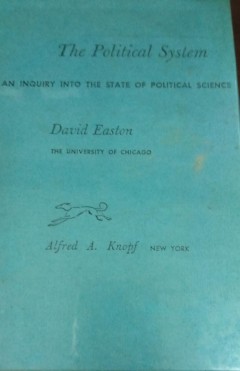 The Political System
AN INQUIRY INTO THE STATE OF POLITICAL SCIENCE
David Easton
THE UNIVERSITY OF CHICAGO
Alfred A. Knopf NEW YORK